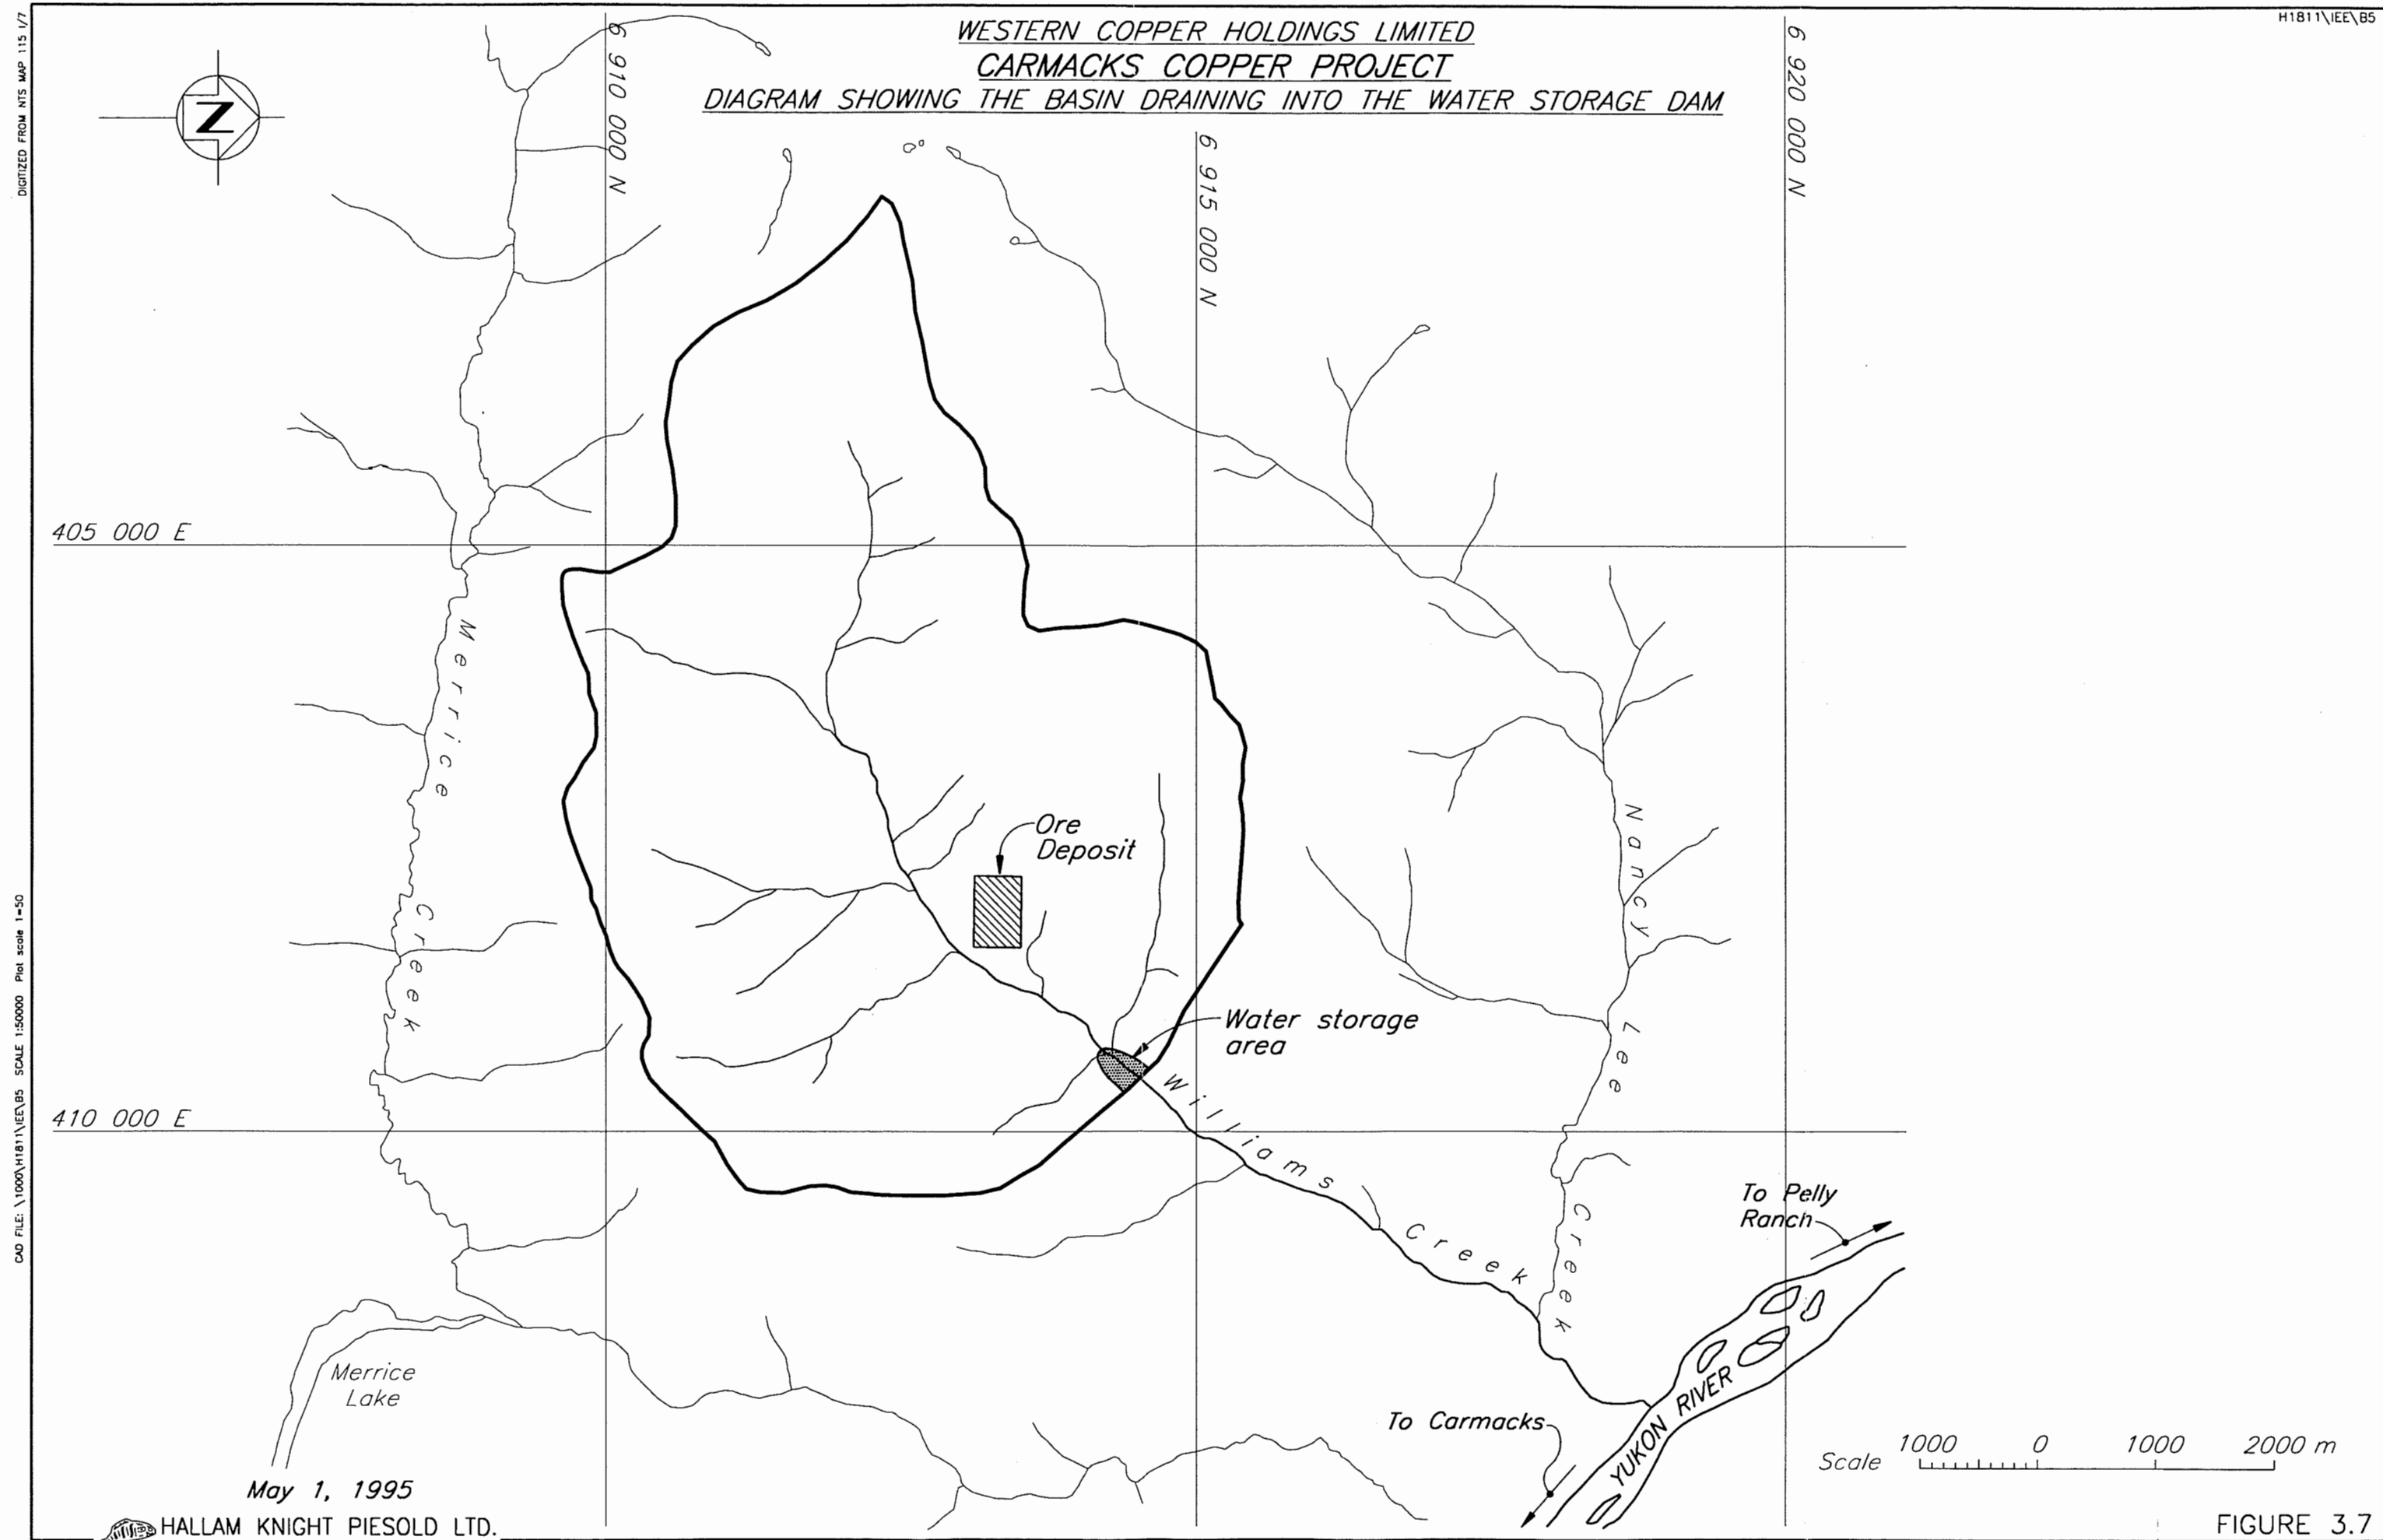 H1811\IEE\B5
WESTERN COPPER HOLDINGS LIMITED
CARMACKS COPPER PROJECT
DIAGRAM SHOWING THE BASIN DRAINING INTO THE WATER STORAGE DAM
DIGITIZED FROM NTS MAP 115 I/7
CAD FILE: \1000\H1811\IEE\B5 SCALE 1:50000 Plot scale 1=50
N
6 910 000 N
6 915 000 N
6 920 000 N
405 000 E
410 000 E
Merrice Creek
Ore
Deposit
Water storage
area
Williams Creek
Nancy Lee Creek
To Pelly
Ranch
To Carmacks
YUKON RIVER
Merrice
Lake
Scale 1000 0 1000 2000 m
May 1, 1995
HALLAM KNIGHT PIESOLD LTD.
FIGURE 3.7